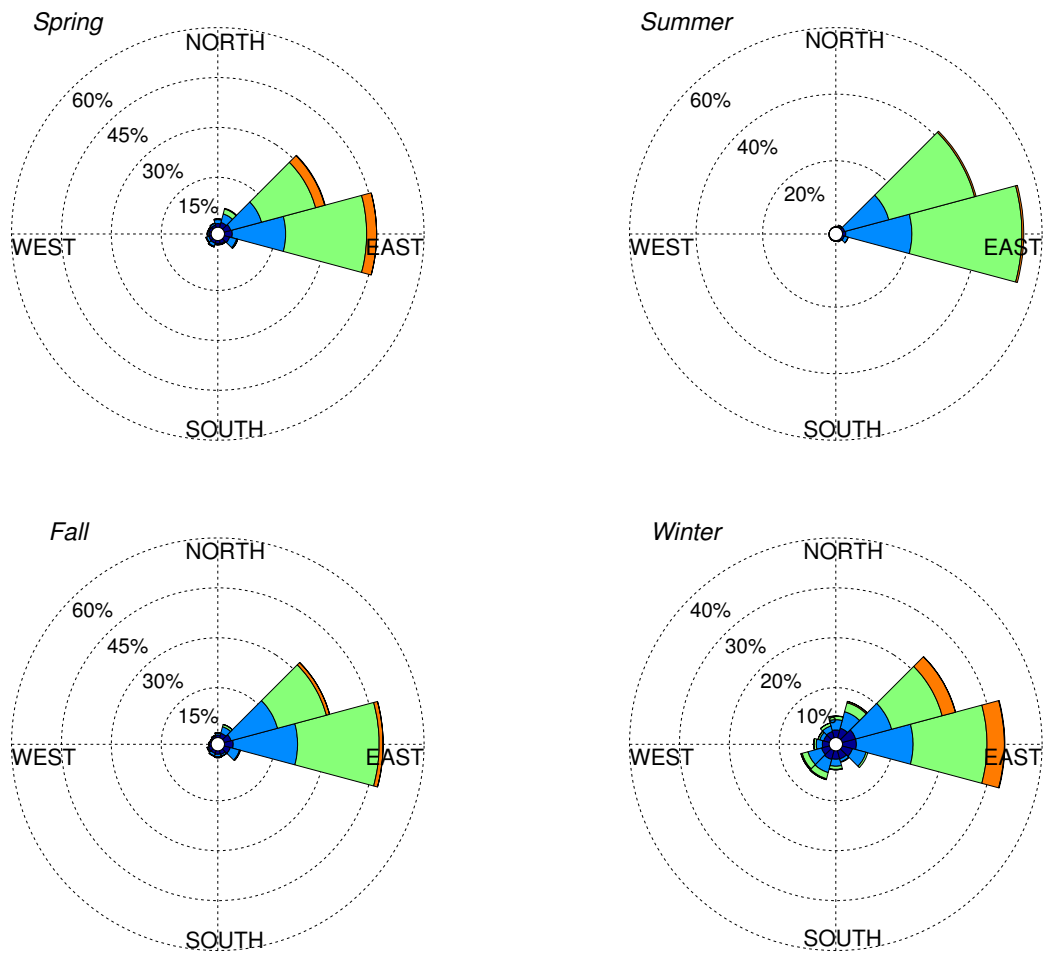 Spring
NORTH
60%
45%
30%
15%
WEST
EAST
SOUTH
Summer
NORTH
60%
40%
20%
WEST
EAST
SOUTH
Fall
NORTH
60%
45%
30%
15%
WEST
EAST
SOUTH
Winter
NORTH
40%
30%
20%
10%
WEST
EAST
SOUTH